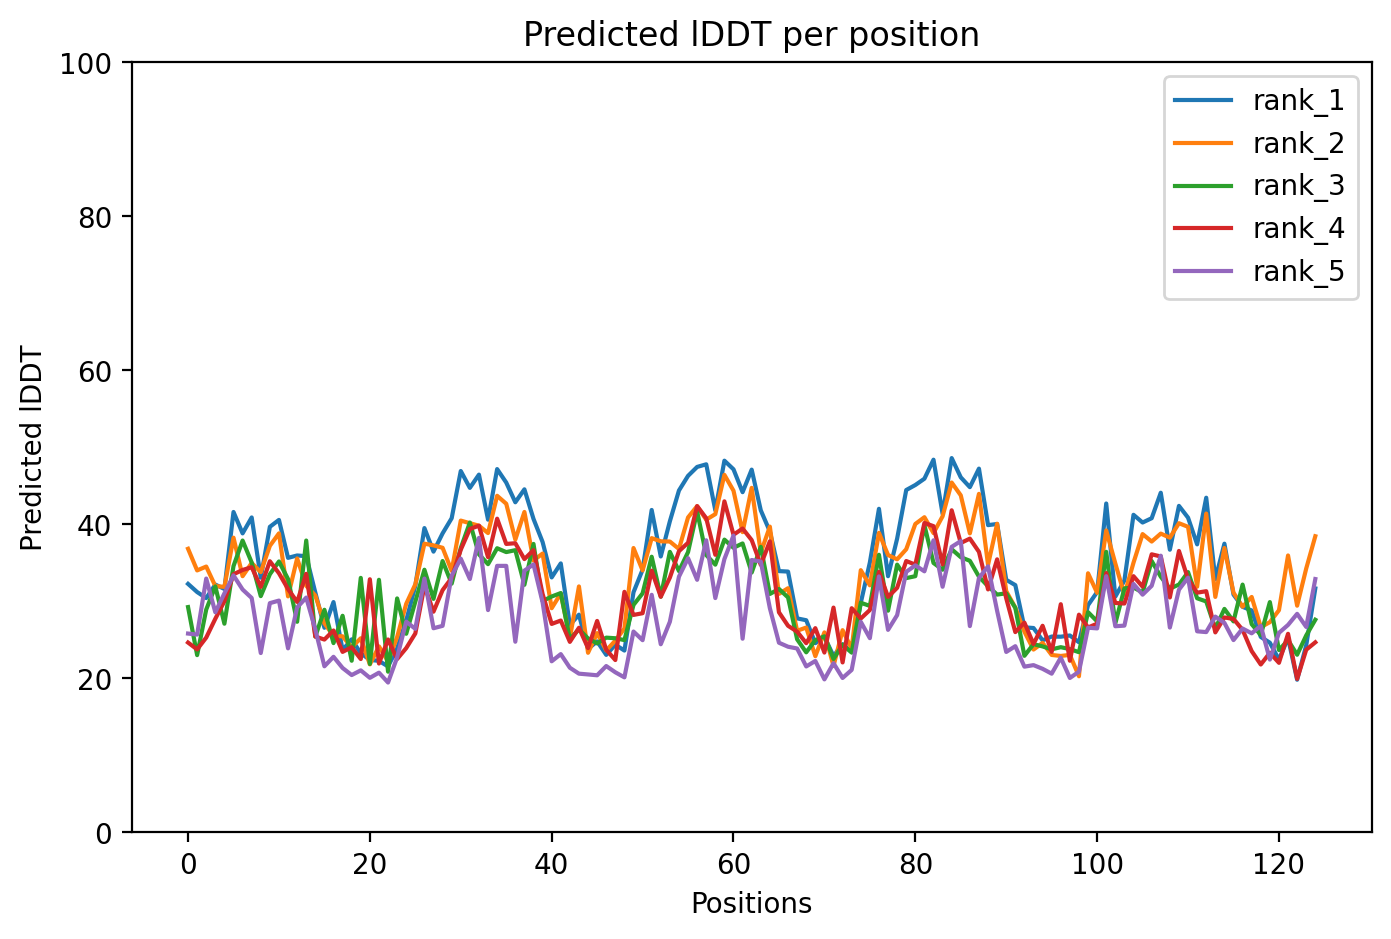 Predicted lDDT per position
100
80
60
40
20
0
Predicted lDDT
0 20 40 60 80 100 120
Positions
rank_1
rank_2
rank_3
rank_4
rank_5